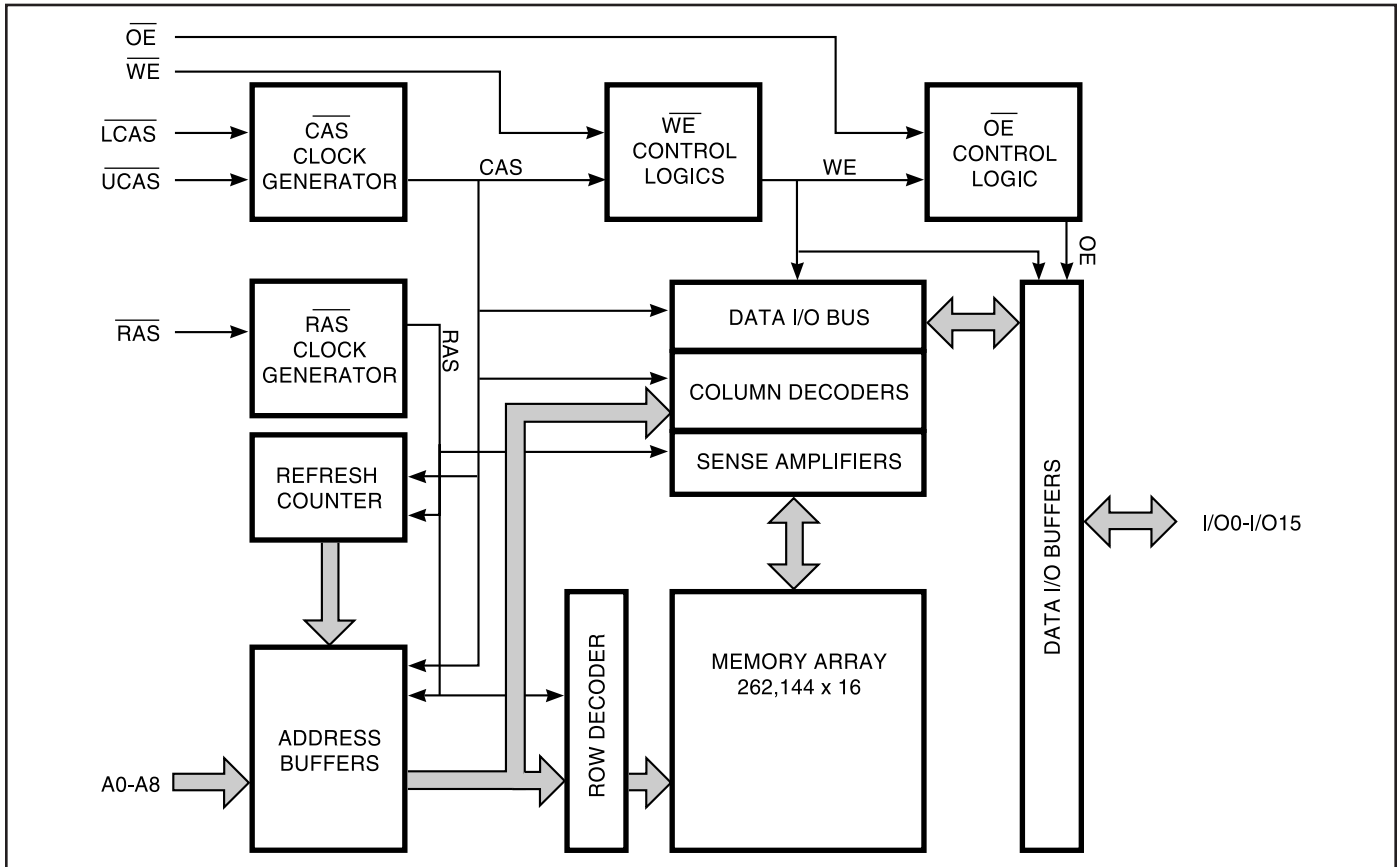 OE
WE
LCAS
UCAS
CAS
CLOCK
GENERATOR
CAS
WE
CONTROL
LOGICS
WE
OE
CONTROL
LOGIC
OE
RAS
RAS
CLOCK
GENERATOR
RAS
DATA I/O BUS
COLUMN DECODERS
SENSE AMPLIFIERS
REFRESH
COUNTER
DATA I/O BUFFERS
I/O0-I/O15
ROW DECODER
MEMORY ARRAY
262,144 x 16
ADDRESS
BUFFERS
A0-A8